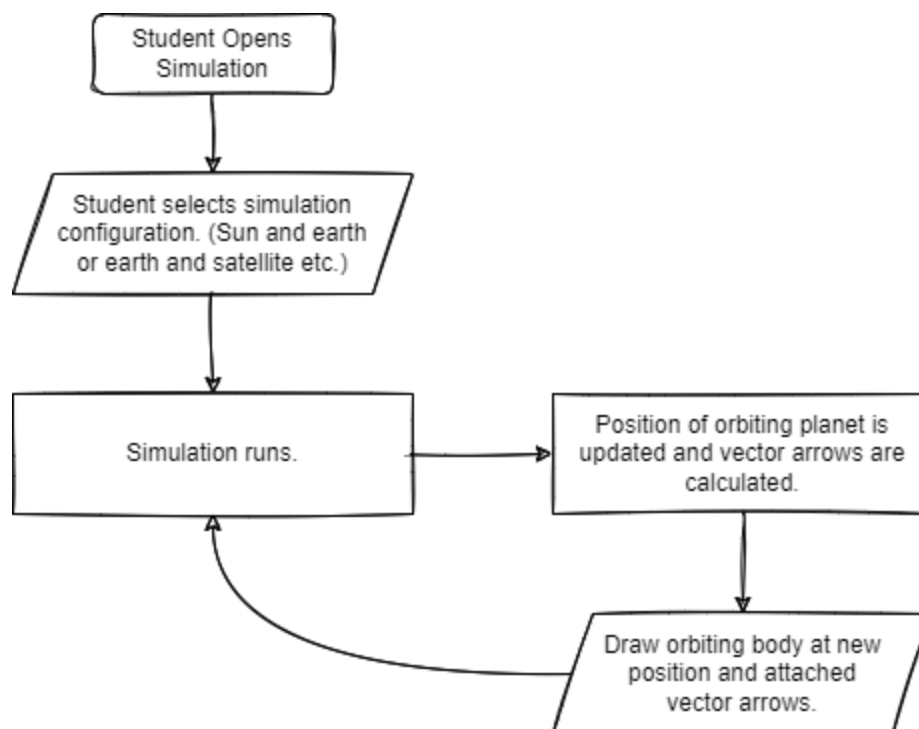 Student Opens
Simulation
Student selects simulation
configuration. (Sun and earth
or earth and satellite etc.)
Simulation runs.
Position of orbiting planet is
updated and vector arrows are
calculated.
Draw orbiting body at new
position and attached
vector arrows.